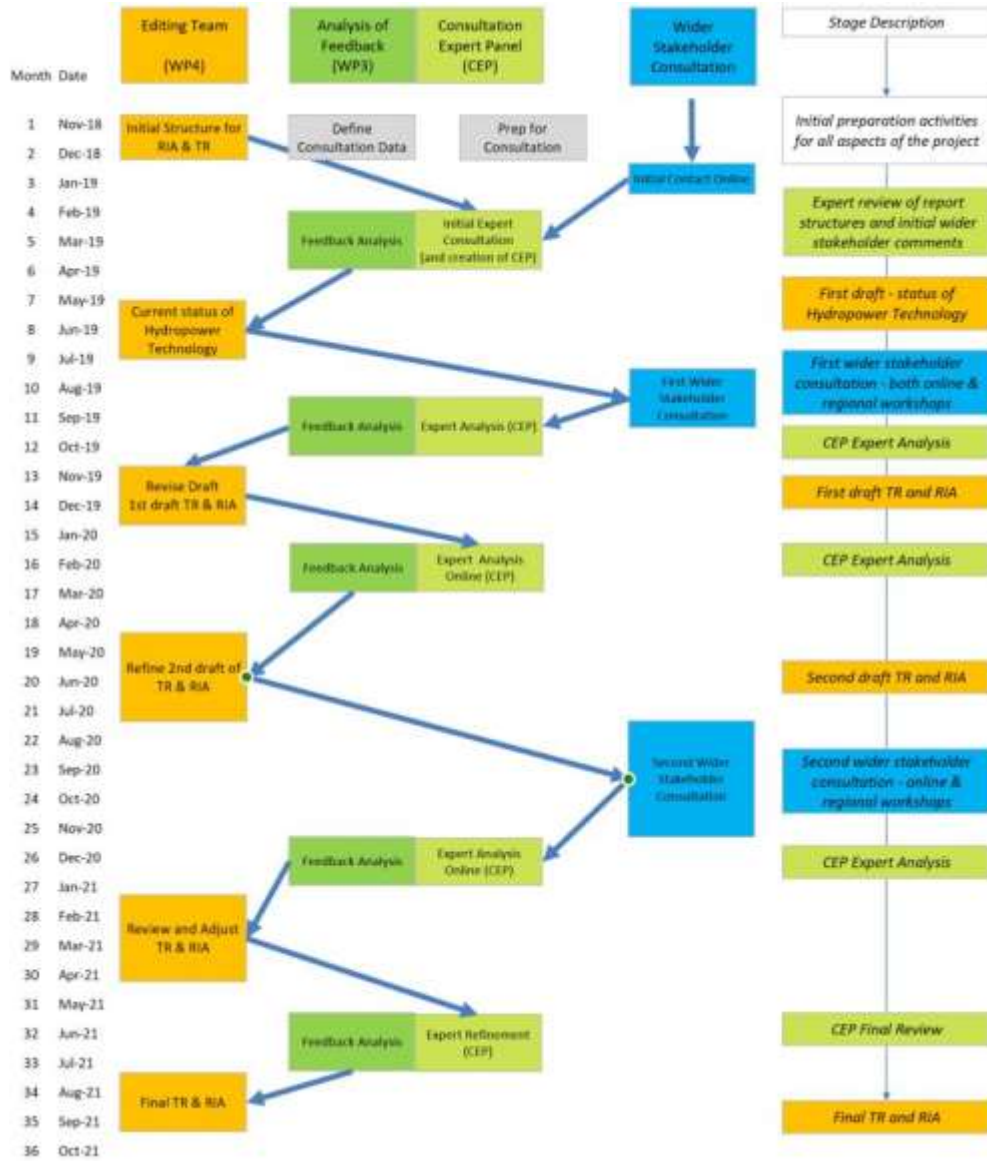 Editing Team
(WP4)
Analysis of
Feedback
(WP3)
Consultation
Expert Panel
(CEP)
Wider
Stakeholder
Consultation
Stage Description
Month Date
1 Nov-18
2 Dec-18
3 Jan-19
4 Feb-19
5 Mar-19
6 Apr-19
7 May-19
8 Jun-19
9 Jul-19
10 Aug-19
11 Sep-19
12 Oct-19
13 Nov-19
14 Dec-19
15 Jan-20
16 Feb-20
17 Mar-20
18 Apr-20
19 May-20
20 Jun-20
21 Jul-20
22 Aug-20
23 Sep-20
24 Oct-20
25 Nov-20
26 Dec-20
27 Jan-21
28 Feb-21
29 Mar-21
30 Apr-21
31 May-21
32 Jun-21
33 Jul-21
34 Aug-21
35 Sep-21
36 Oct-21
Initial Structure for
RIA & TR
Define
Consultation Data
Prep for
Consultation
Initial Contact Online
Feedback Analysis
Initial Expert
Consultation
(and creation of CEP)
Current status of
Hydropower
Technology
First Wider
Stakeholder
Consultation
Feedback Analysis
Expert Analysis (CEP)
Revise Draft
1st draft TR & RIA
Feedback Analysis
Expert Analysis
Online (CEP)
Refine 2nd draft of
TR & RIA
Second Wider
Stakeholder
Consultation
Feedback Analysis
Expert Analysis
Online (CEP)
Review and Adjust
TR & RIA
Feedback Analysis
Expert Refinement
(CEP)
Final TR & RIA
Initial preparation activities
for all aspects of the project
Expert review of report
structures and initial wider
stakeholder comments
First draft - status of
Hydropower Technology
First wider stakeholder
consultation - both online &
regional workshops
CEP Expert Analysis
First draft TR and RIA
CEP Expert Analysis
Second draft TR and RIA
Second wider stakeholder
consultation - online &
regional workshops
CEP Expert Analysis
CEP Final Review
Final TR and RIA